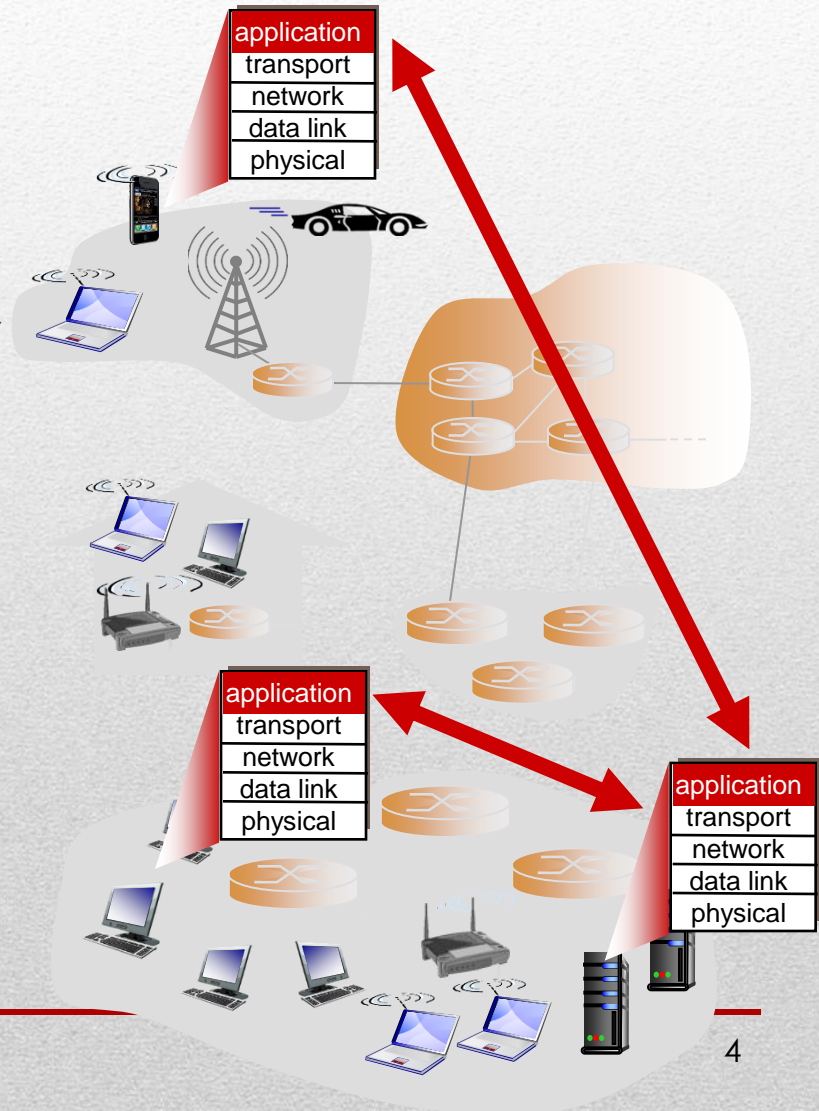 application
transport
network
data link
physical
application
transport
network
data link
physical
application
transport
network
data link
physical
4